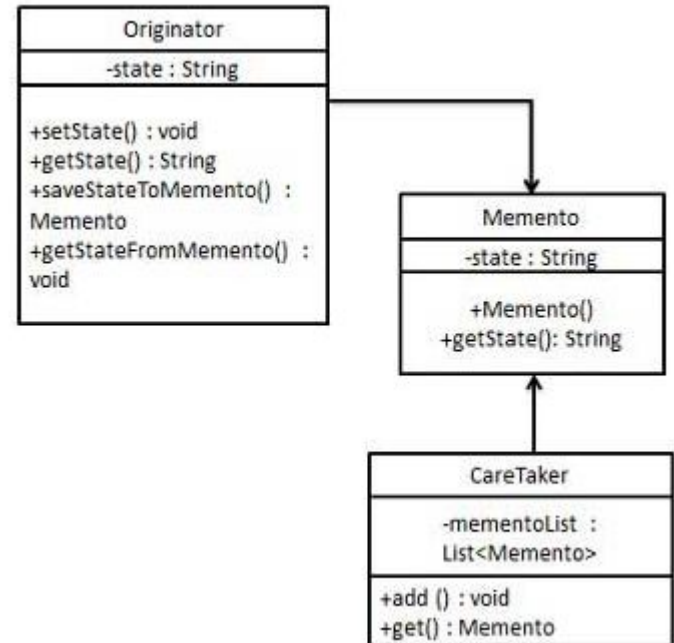 Originator
-state : String
+setState() : void
+getState() : String
+saveStateToMemento() :
Memento
+getStateFromMemento() :
void
Memento
-state : String
+Memento()
+getState(): String
CareTaker
-mementoList :
List<Memento>
+add () : void
+get() : Memento